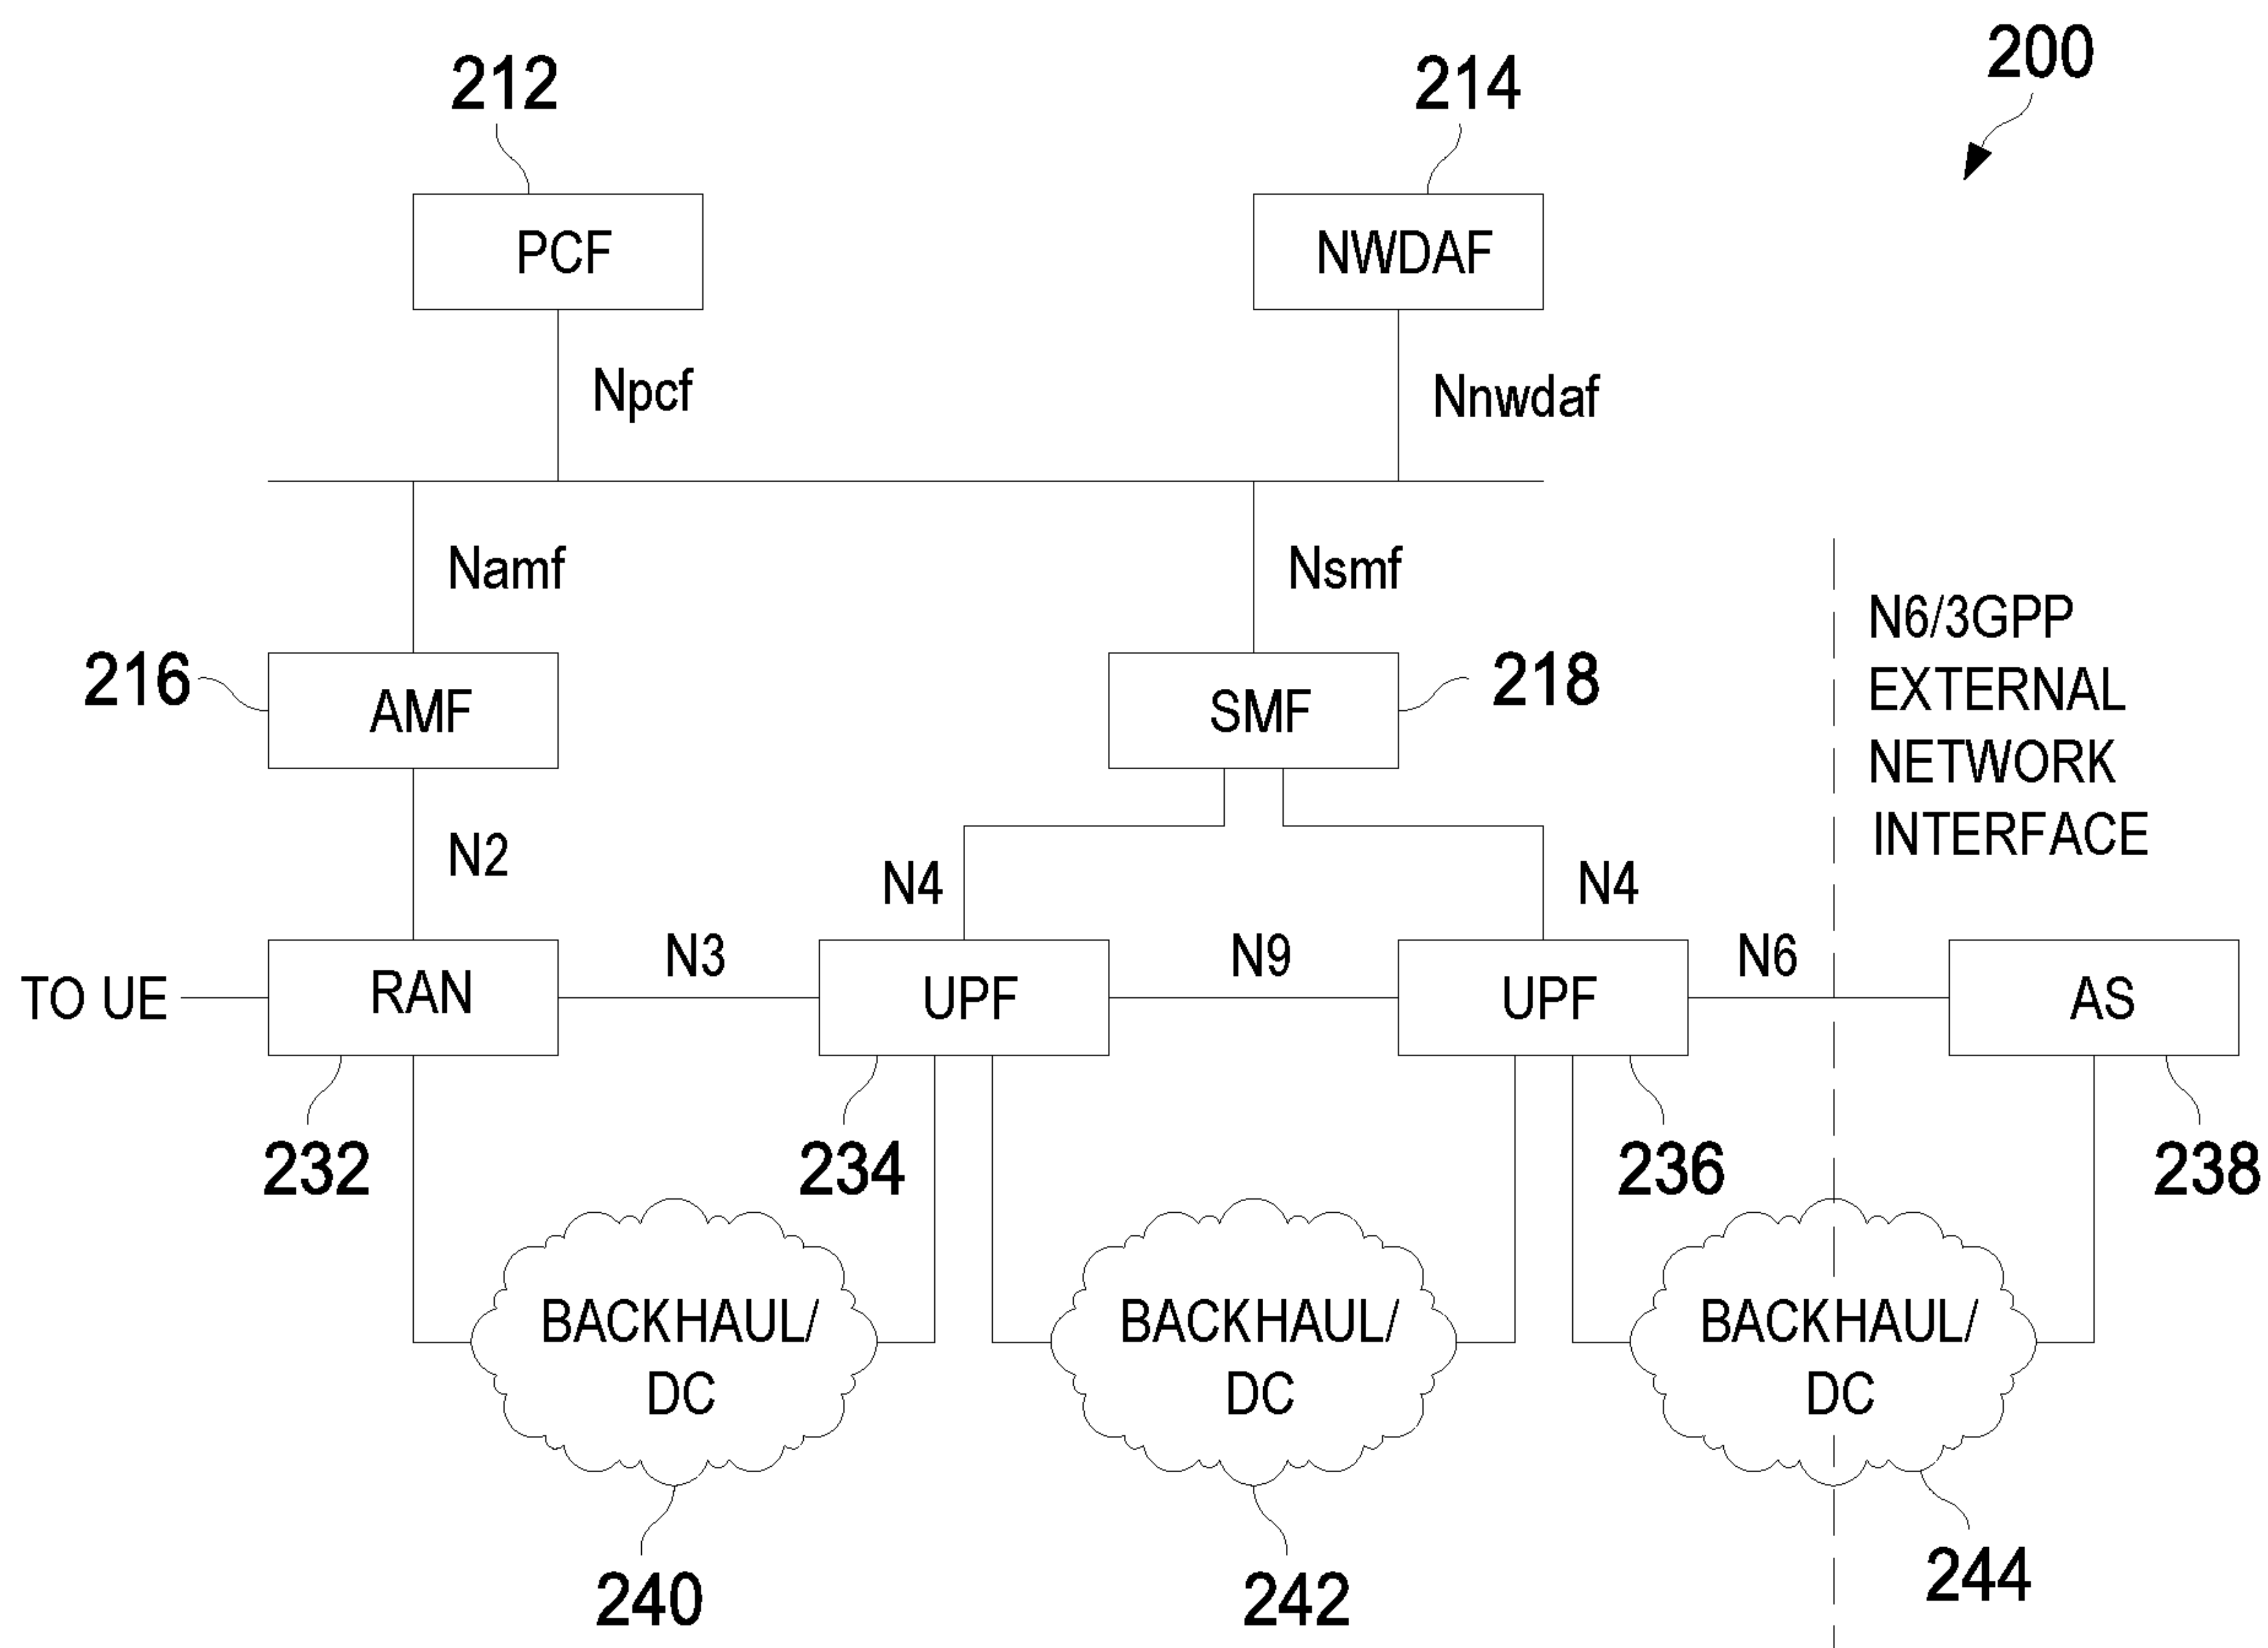 200
212
214
PCF
NWDAF
Npcf
Nnwdaf
Namf
Nsmf
N6/3GPP
EXTERNAL
NETWORK
INTERFACE
216
AMF
SMF
218
N2
N4
N4
TO UE
RAN
N3
UPF
N9
UPF
N6
AS
232
234
236
238
BACKHAUL/
DC
BACKHAUL/
DC
BACKHAUL/
DC
240
242
244